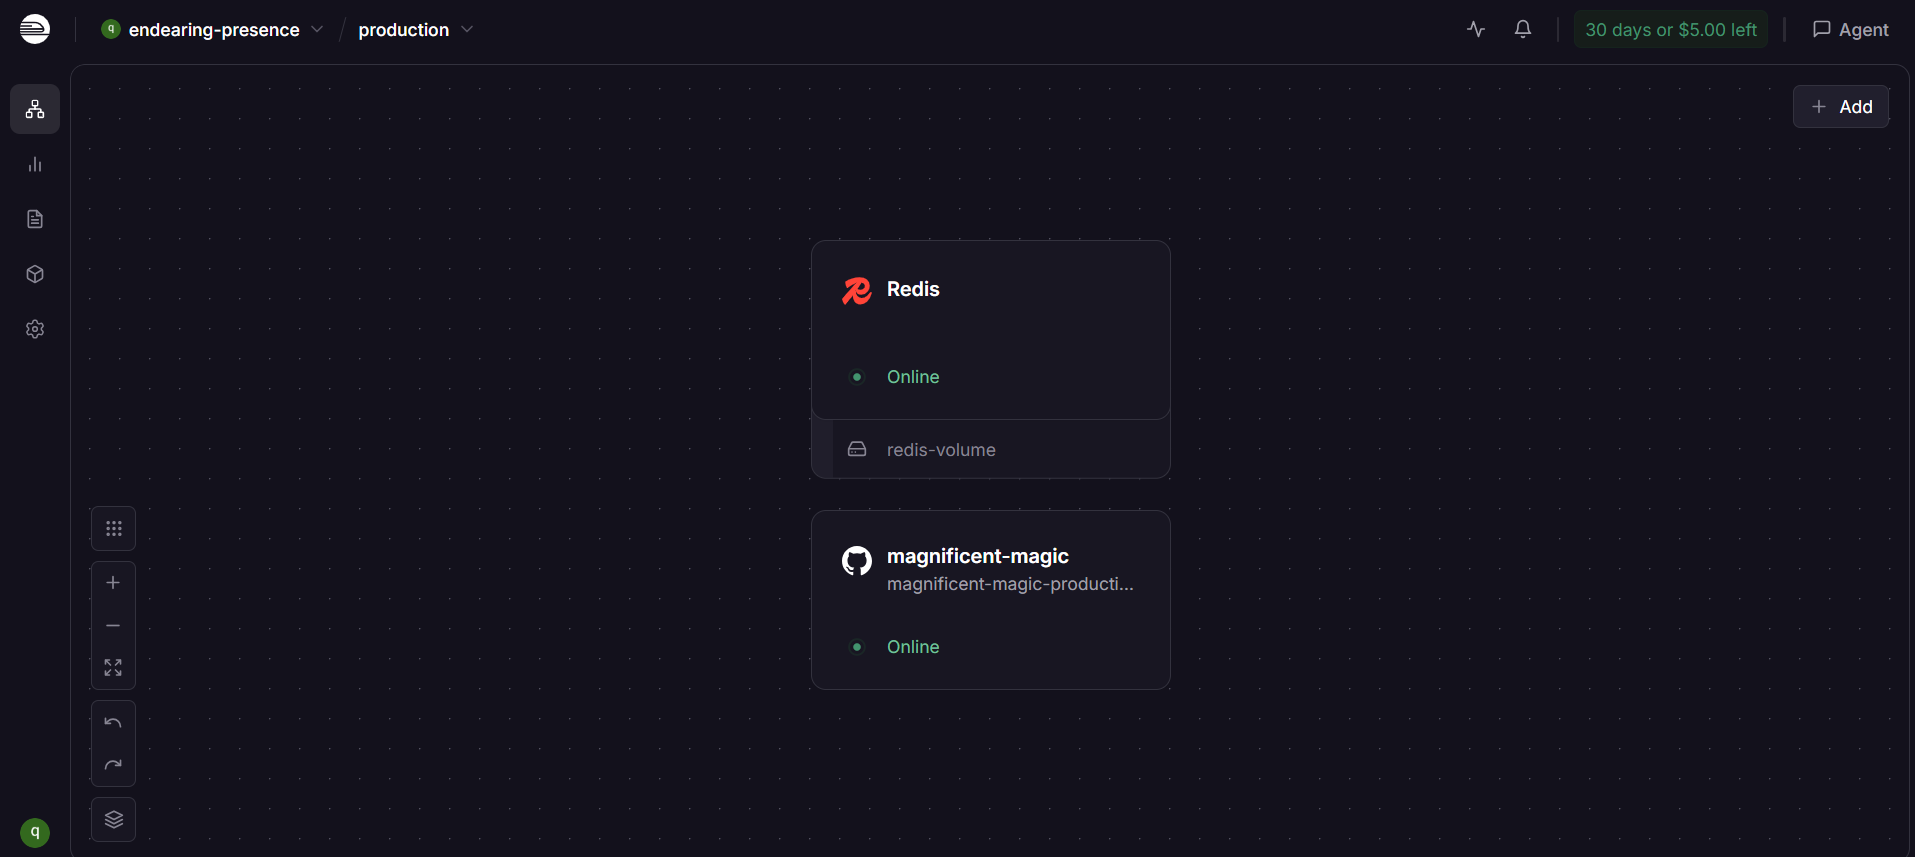 q endearing-presence / production
30 days or $5.00 left
Agent
Add
Redis
Online
redis-volume
magnificent-magic
magnificent-magic-producti...
Online
q